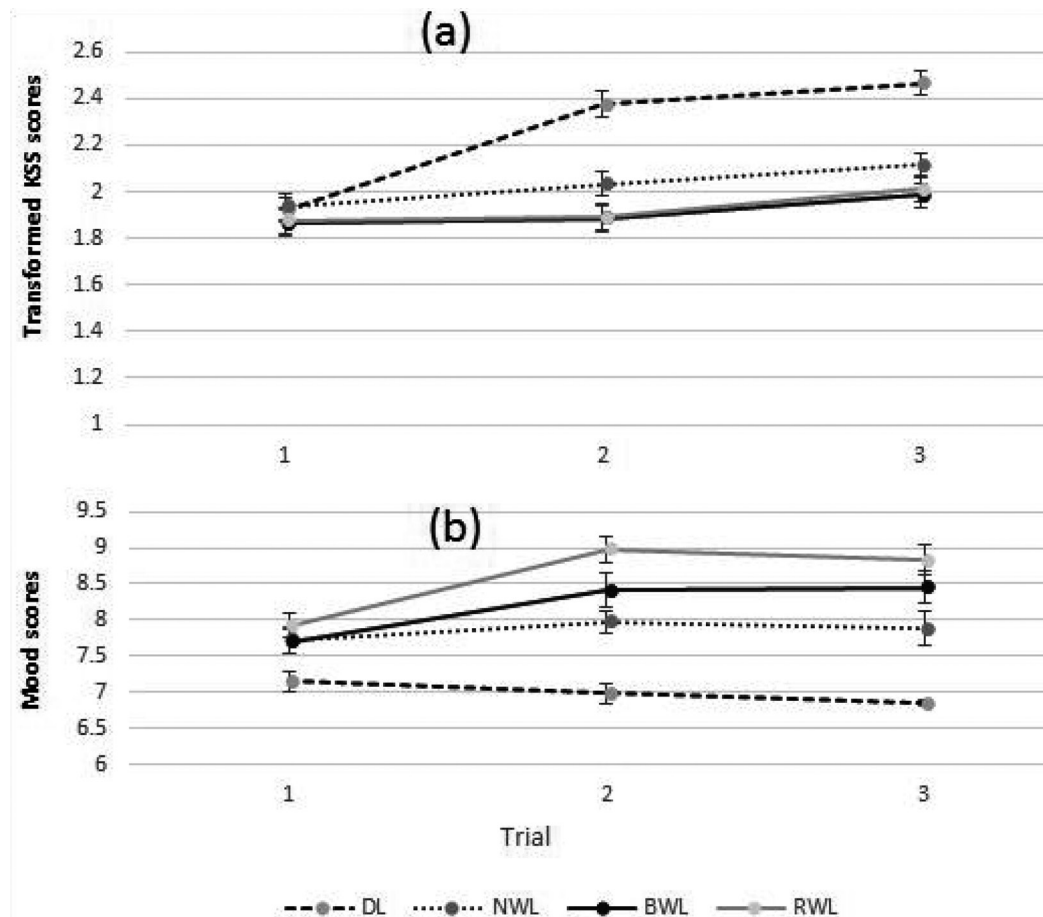 (a)
Transformed KSS scores
2.6
2.4
2.2
2
1.8
1.6
1.4
1.2
1
1 2 3
(b)
Mood scores
9.5
9
8.5
8
7.5
7
6.5
6
1 2 3
Trial
DL NWL BWL RWL